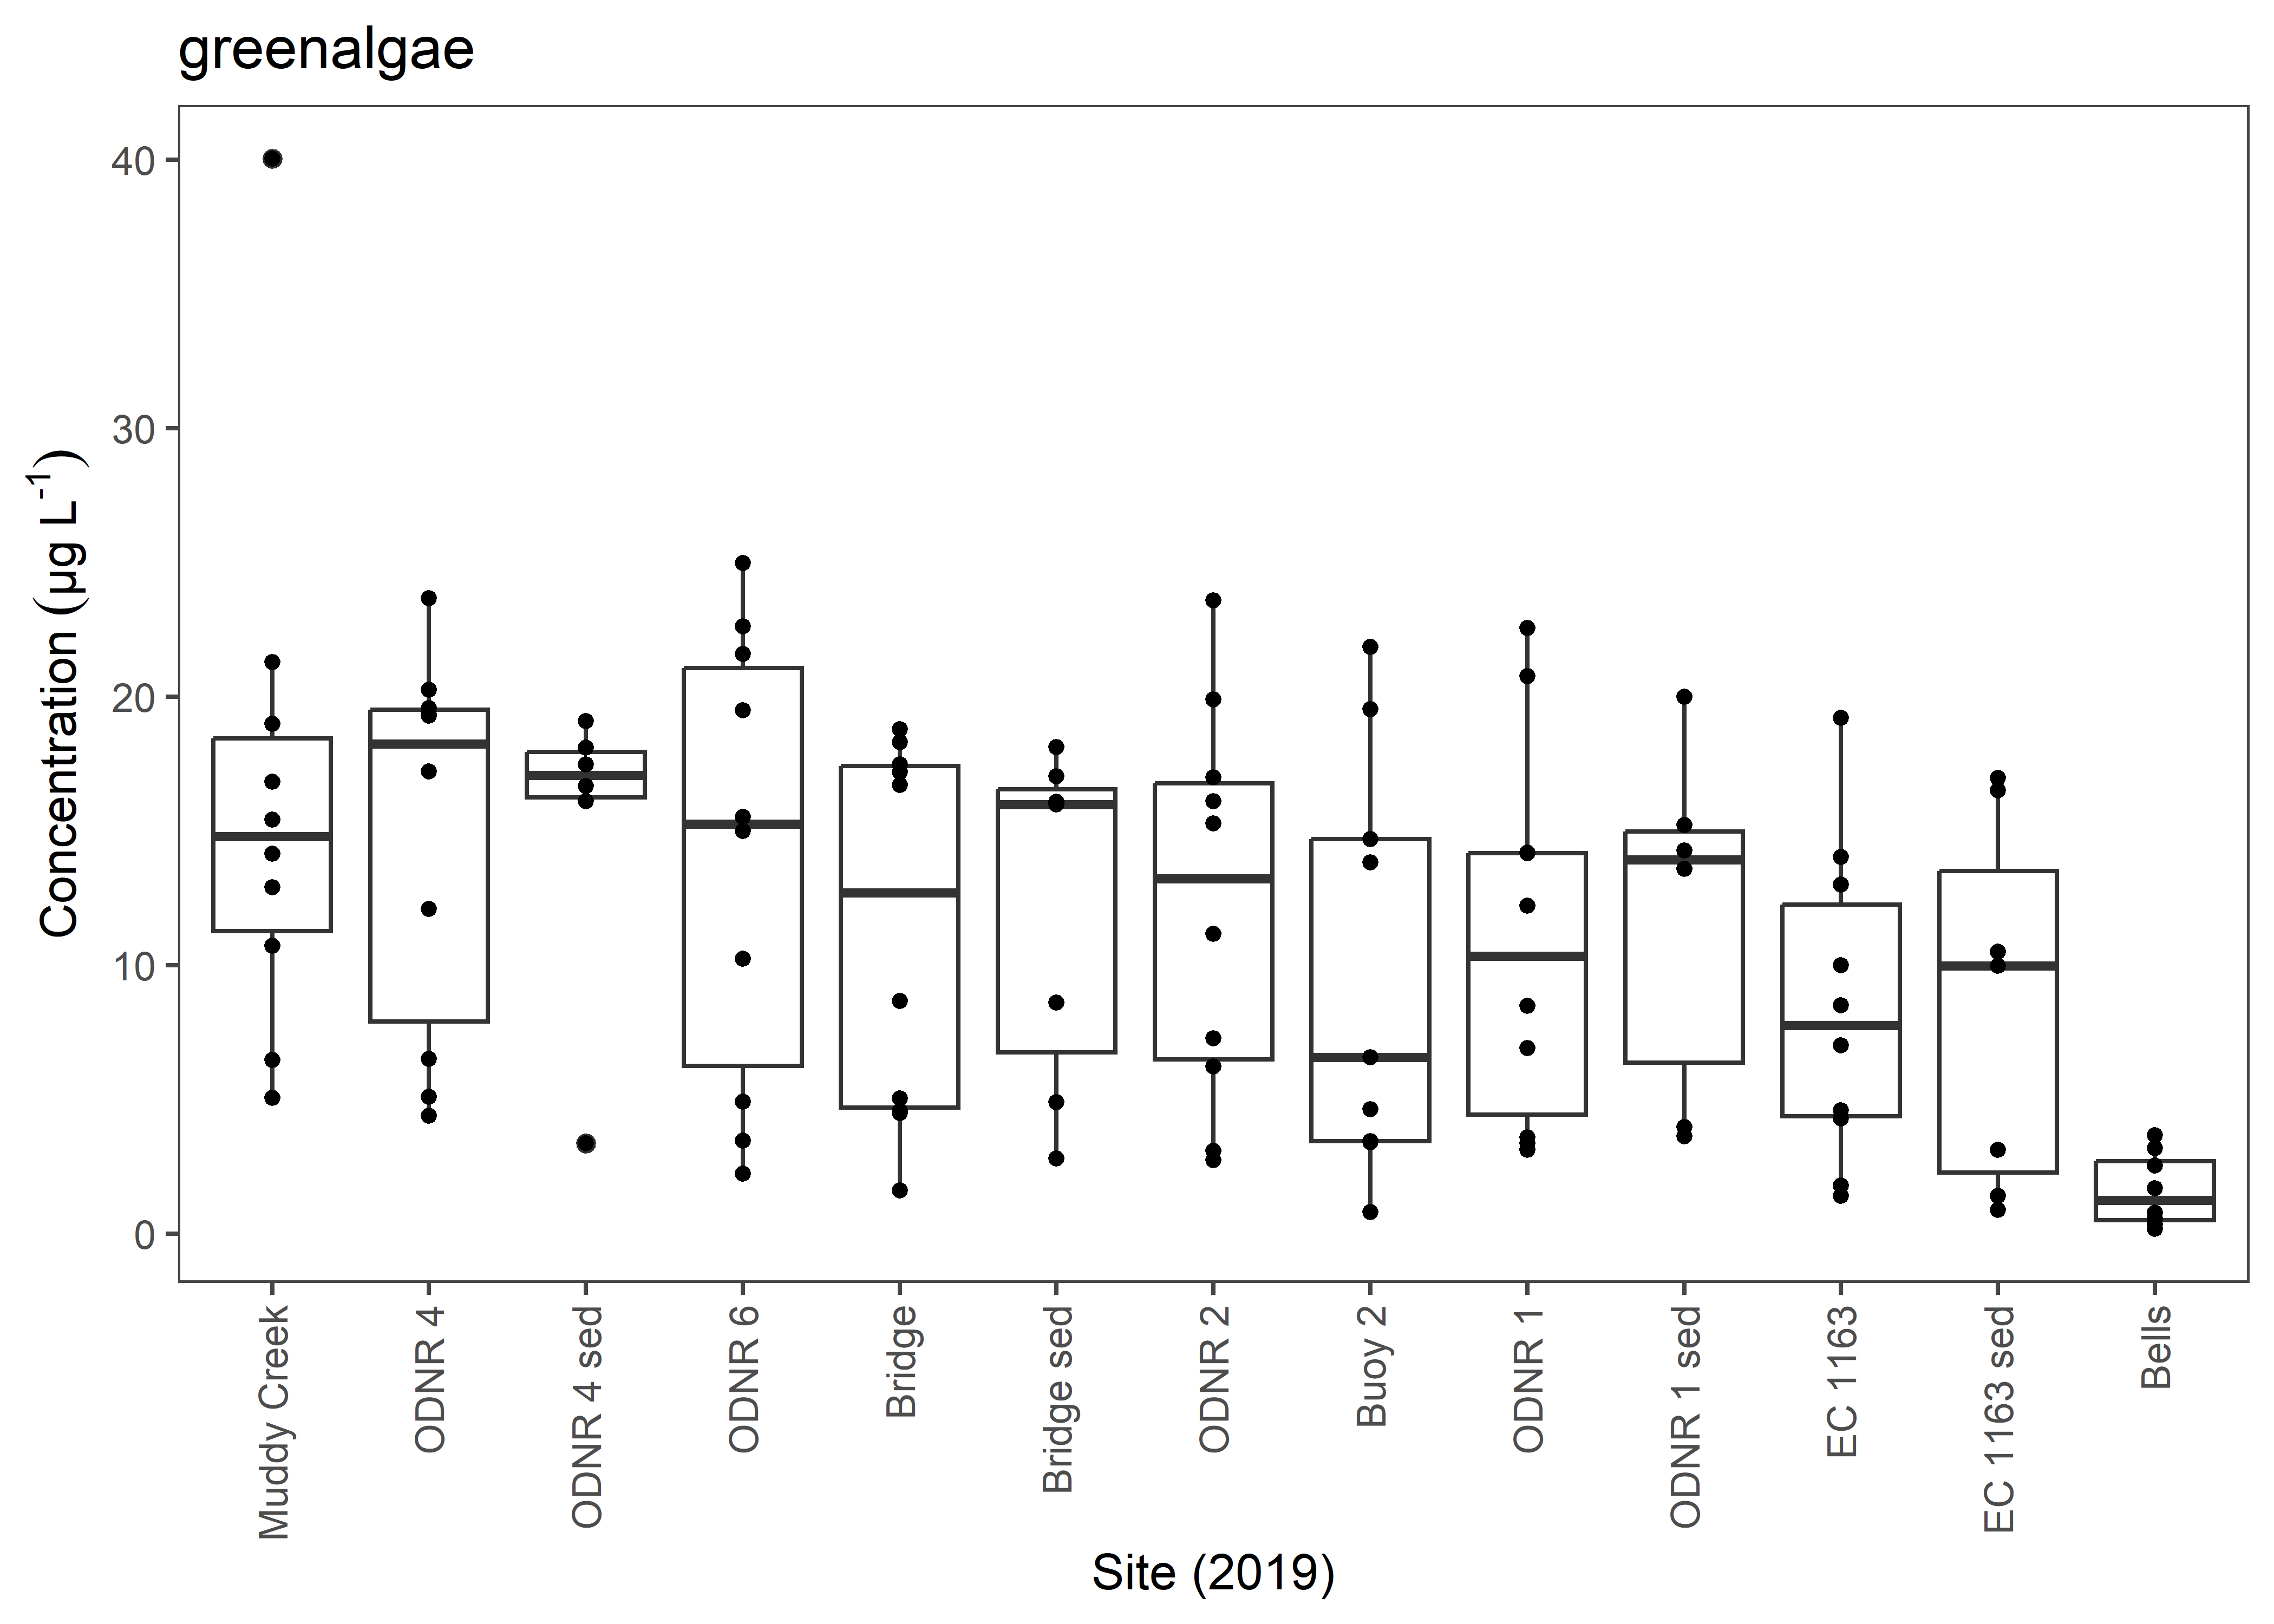 greenalgae
Concentration (µg L⁻¹)
40
30
20
10
0
Muddy Creek
ODNR 4
ODNR 4 sed
ODNR 6
Bridge
Bridge sed
ODNR 2
Buoy 2
ODNR 1
ODNR 1 sed
EC 1163
EC 1163 sed
Bells
Site (2019)